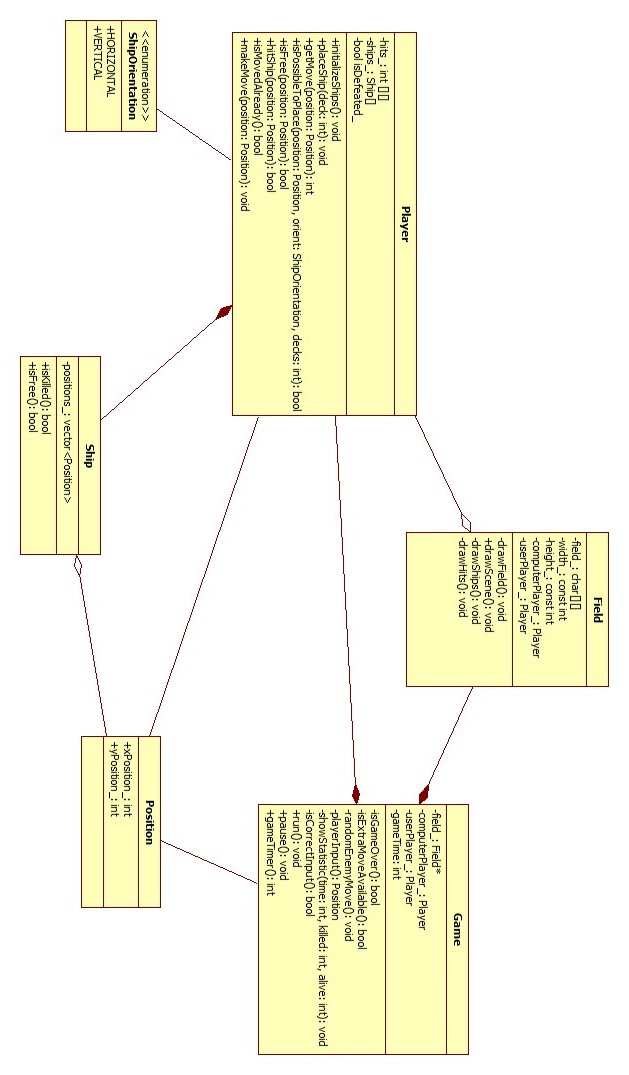 <<enumeration>>
ShipOrientation
+HORIZONTAL
+VERTICAL
Player
-hits_: int [][]
-ships_: Ship[]
-bool isDefeated_
+initializeShips(): void
+placeShip(deck: int): void
+getMove(position: Position): int
+isPossibleToPlace(position: Position, orient: ShipOrientation, decks: int): bool
+isFree(position: Position): bool
+hitShip(position: Position): bool
+isMovedAlready(): bool
+makeMove(position: Position): void
Ship
-positions_: vector<Position>
+isKilled(): bool
+isFree(): bool
Field
-field_: char[][]
-width_: const int
-height_: const int
-computerPlayer_: Player
-userPlayer_: Player
-drawField(): void
+drawScene(): void
-drawShips(): void
-drawHits(): void
Position
+xPosition_: int
+yPosition_: int
Game
-field_: Field*
-computerPlayer_: Player
-userPlayer_: Player
-gameTime: int
-isGameOver(): bool
-isExtraMoveAvailable(): bool
-randomEnemyMove(): void
-playerInput(): Position
-showStatistic(time: int, killed: int, alive: int): void
-isCorrectInput(): bool
+run(): void
+pause(): void
+gameTimer(): int